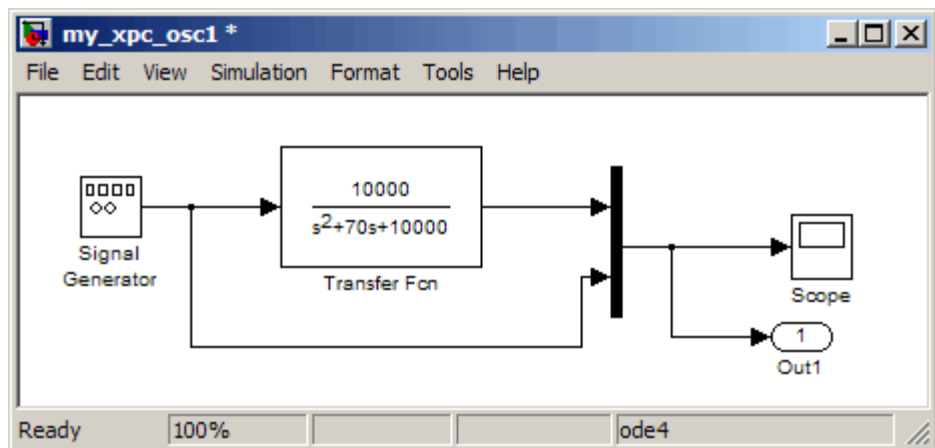 my_xpc_osc1 *
File Edit View Simulation Format Tools Help
10000
s²+70s+10000
Signal
Generator
Transfer Fcn
Scope
1
Out1
Ready 100% ode4